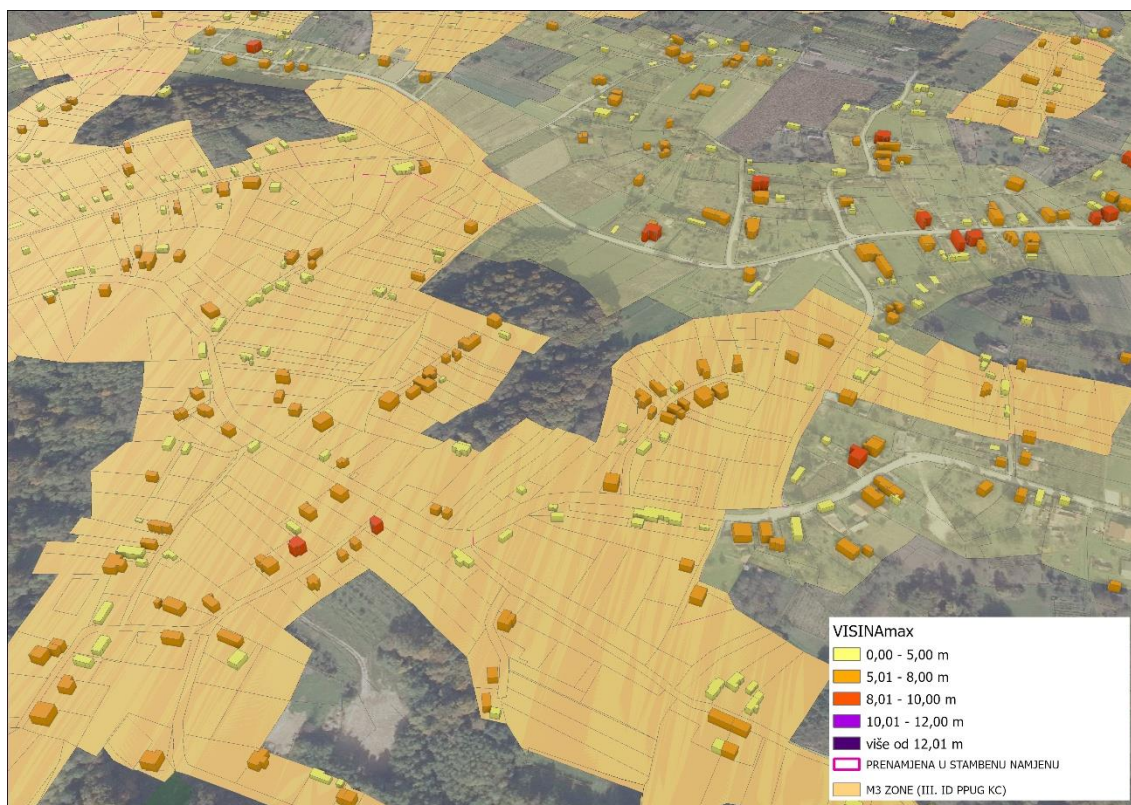 VISINAmax
0,00 - 5,00 m
5,01 - 8,00 m
8,01 - 10,00 m
10,01 - 12,00 m
više od 12,01 m
PRENAMJENA U STAMBENU NAMJENU
M3 ZONE (III. ID PPUG KC)